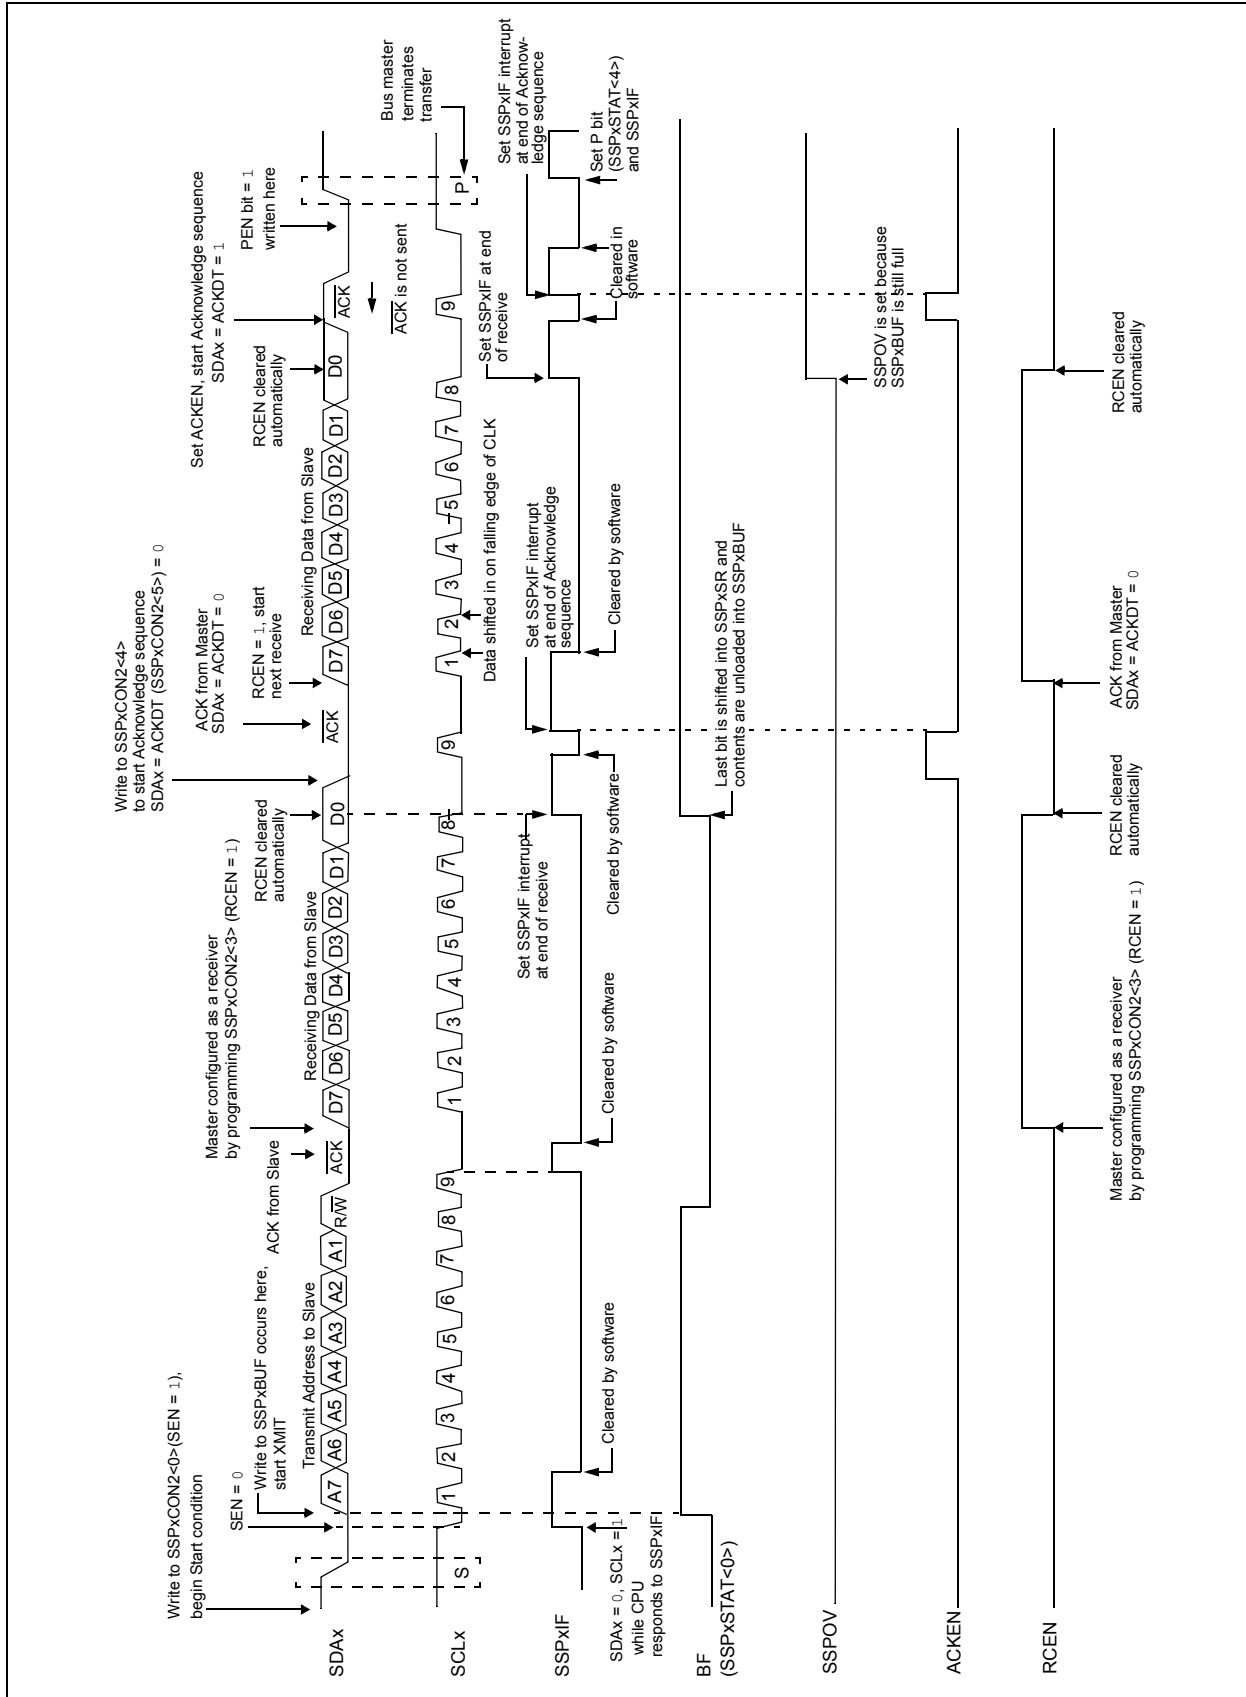 Write to SSPxCON2<0>(SEN = 1),
begin Start condition
SEN = 0
Write to SSPxBUF occurs here,
start XMIT
ACK from Slave
Master configured as a receiver
by programming SSPxCON2<3> (RCEN = 1)
RCEN cleared
automatically
Write to SSPxCON2<4>
to start Acknowledge sequence
SDAx = ACKDT (SSPxCON2<5>) = 0
ACK from Master
SDAx = ACKDT = 0
RCEN = 1, start
next receive
RCEN cleared
automatically
Set ACKEN, start Acknowledge sequence
SDAx = ACKDT = 1
PEN bit = 1
written here
Transmit Address to Slave
Receiving Data from Slave
Receiving Data from Slave
SDAx
A7 A6 A5 A4 A3 A2 A1 R/W ACK D7 D6 D5 D4 D3 D2 D1 D0 ACK D7 D6 D5 D4 D3 D2 D1 D0 ACK
ACK is not sent
Bus master
terminates
transfer
SCLx
S 1 2 3 4 5 6 7 8 9 1 2 3 4 5 6 7 8 9 1 2 3 4 5 6 7 8 9 P
Data shifted in on falling edge of CLK
Set SSPxIF interrupt
at end of receive
Set SSPxIF interrupt
at end of Acknowledge
sequence
Set SSPxIF at end
of receive
Set SSPxIF interrupt
at end of Acknow-
ledge sequence
SSPxIF
SDAx = 0, SCLx = 1
while CPU
responds to SSPxIF
Cleared by software
Cleared by software
Cleared by software
Cleared by software
Cleared in
software
Set P bit
(SSPxSTAT<4>)
and SSPxIF
BF
(SSPxSTAT<0>)
Last bit is shifted into SSPxSR and
contents are unloaded into SSPxBUF
SSPOV
SSPOV is set because
SSPxBUF is still full
ACKEN
RCEN
Master configured as a receiver
by programming SSPxCON2<3> (RCEN = 1)
RCEN cleared
automatically
ACK from Master
SDAx = ACKDT = 0
RCEN cleared
automatically